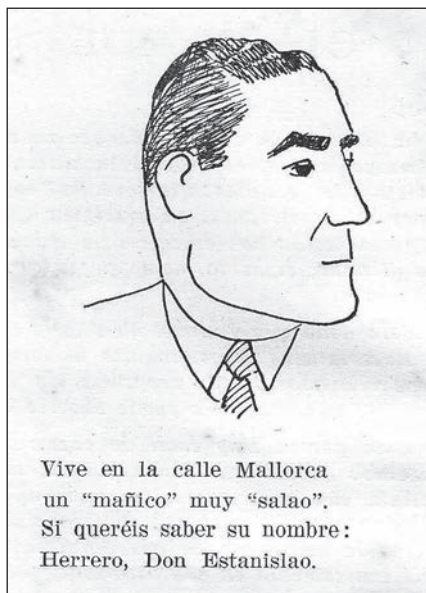 Vive en la calle Mallorca
un “mañico” muy “salao”.
Si queréis saber su nombre:
Herrero, Don Estanislao.